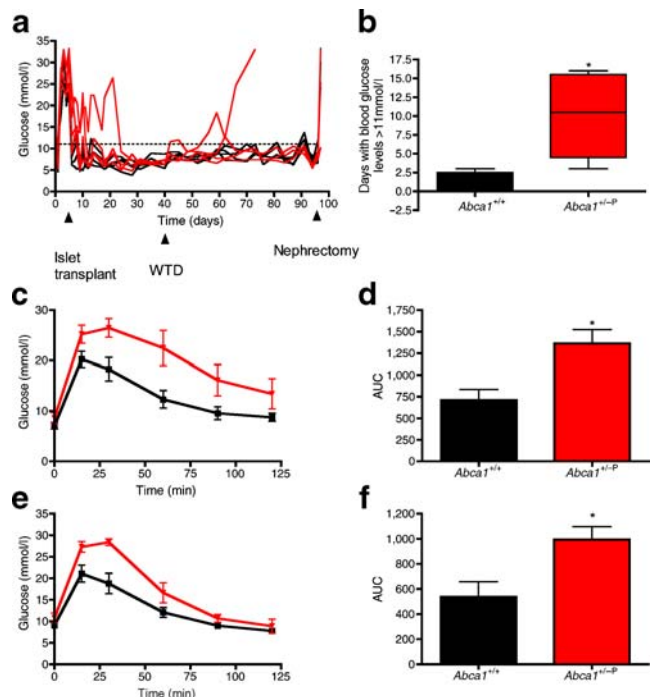 a
Glucose (mmol/l)
35
30
25
20
15
10
5
0
0 10 20 30 40 50 60 70 80 90 100
Time (days)
Islet
transplant
WTD
Nephrectomy
b
Days with blood glucose
levels >11mmol/l
17.5
15.0
12.5
10.0
7.5
5.0
2.5
0.0
−2.5
*
Abca1+/+
Abca1+/−P
c
Glucose (mmol/l)
30
20
10
0
0 25 50 75 100 125
Time (min)
d
AUC
1,750
1,500
1,250
1,000
750
500
250
0
*
Abca1+/+
Abca1+/−P
e
Glucose (mmol/l)
35
30
25
20
15
10
5
0
0 25 50 75 100 125
Time (min)
f
AUC
1,200
1,000
800
600
400
200
0
*
Abca1+/+
Abca1+/−P